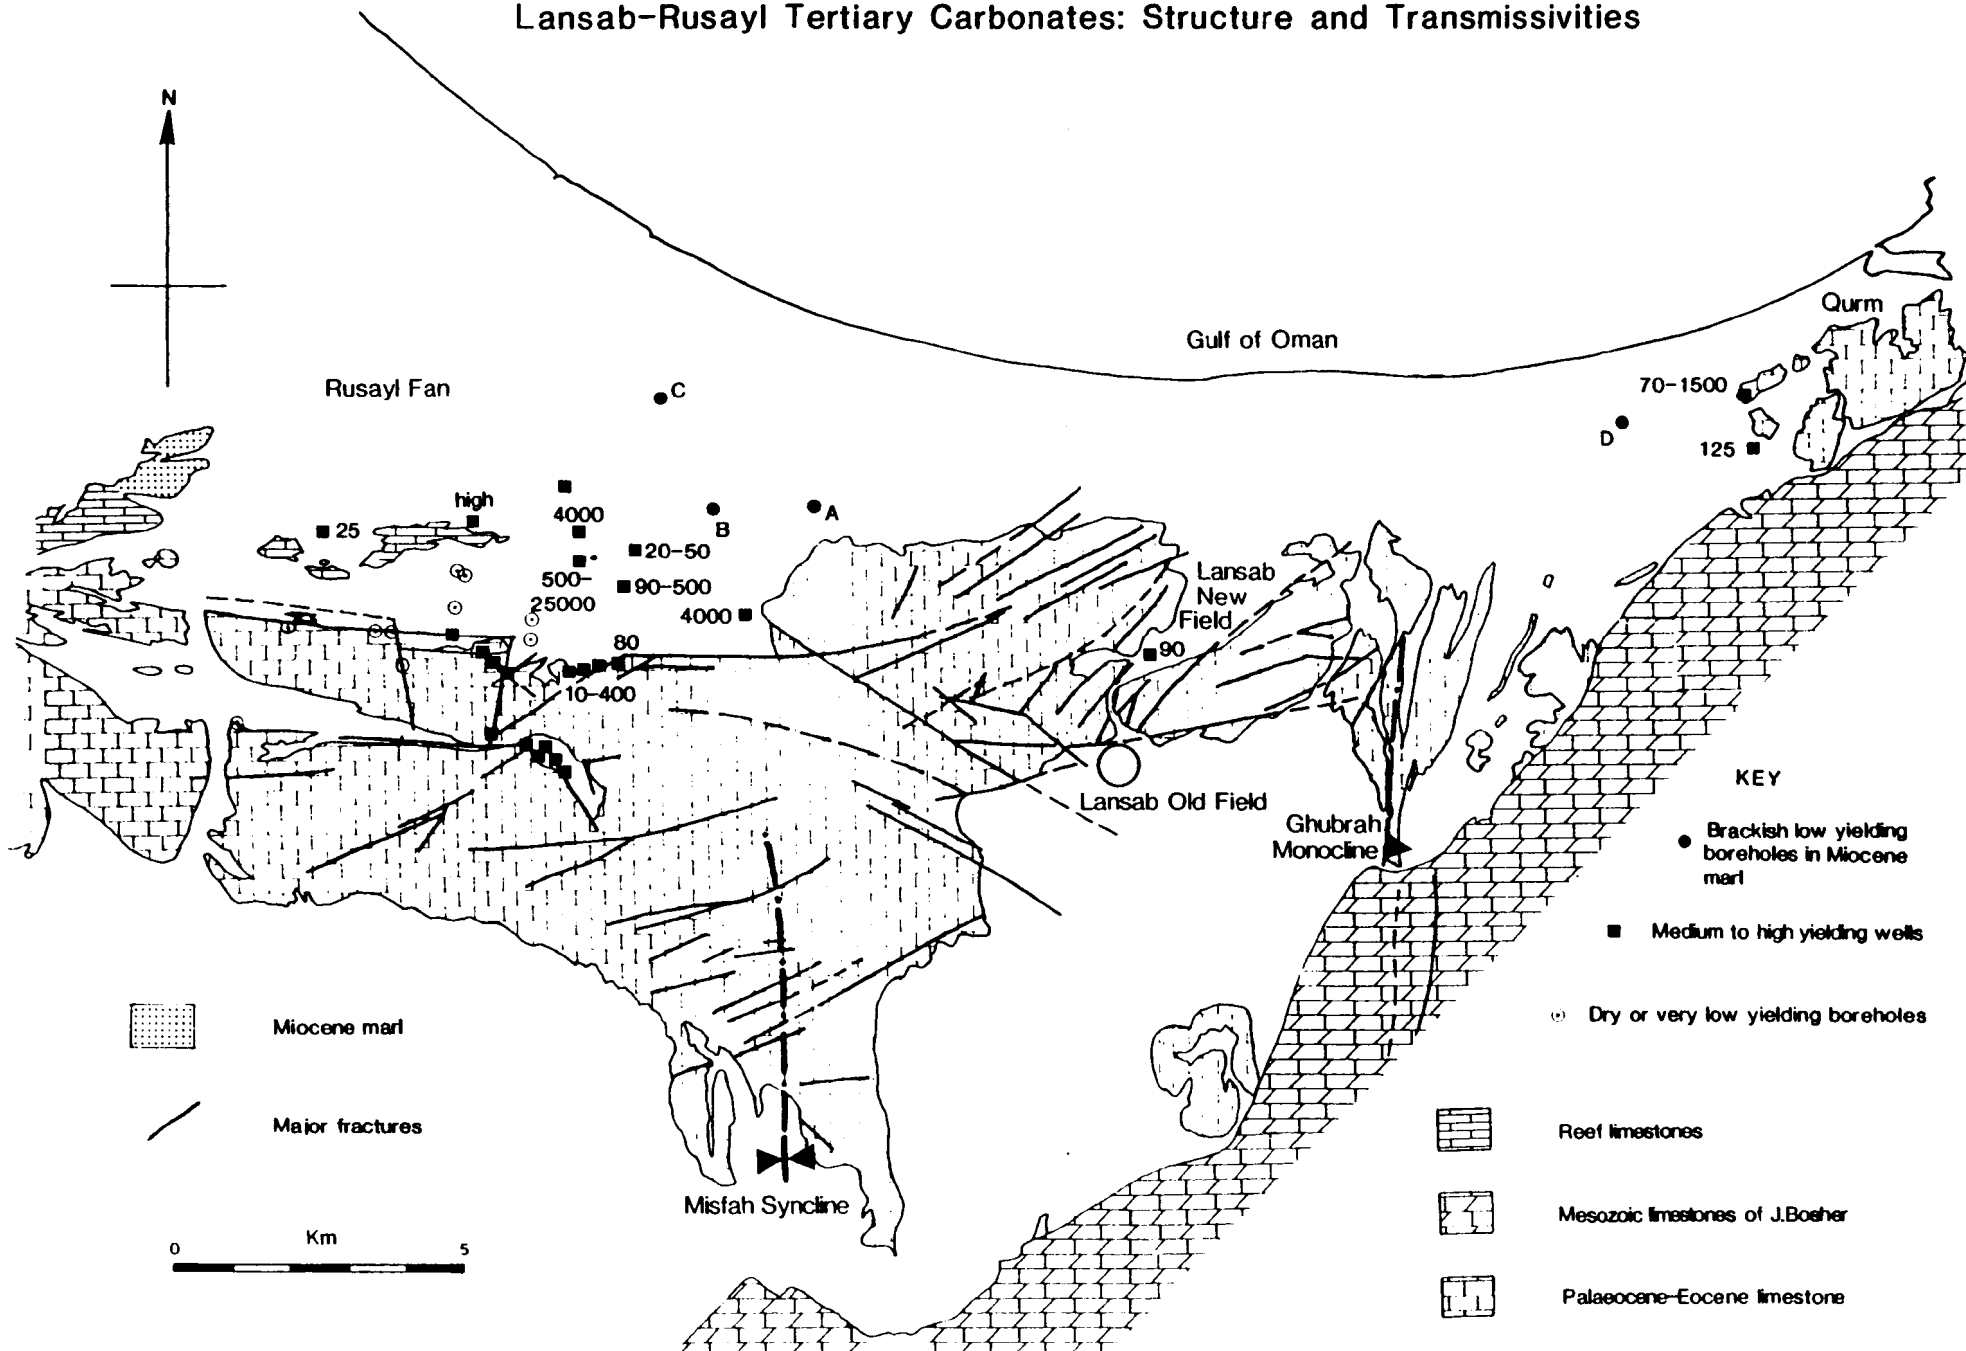 Lansab-Rusayl Tertiary Carbonates: Structure and Transmissivities
N
Gulf of Oman
Qurm
Rusayl Fan
C
70-1500
D
125
high
4000
25
B
A
20-50
500-
25000
90-500
4000
Lansab
New
Field
80
90
10-400
Lansab Old Field
Ghubrah
Monocline
Misfah Syncline
KEY
Brackish low yielding
boreholes in Miocene
marl
Medium to high yielding wells
Dry or very low yielding boreholes
Miocene marl
Major fractures
Reef limestones
Mesozoic limestones of J.Bosher
Palaeocene-Eocene limestone
Km
0
5